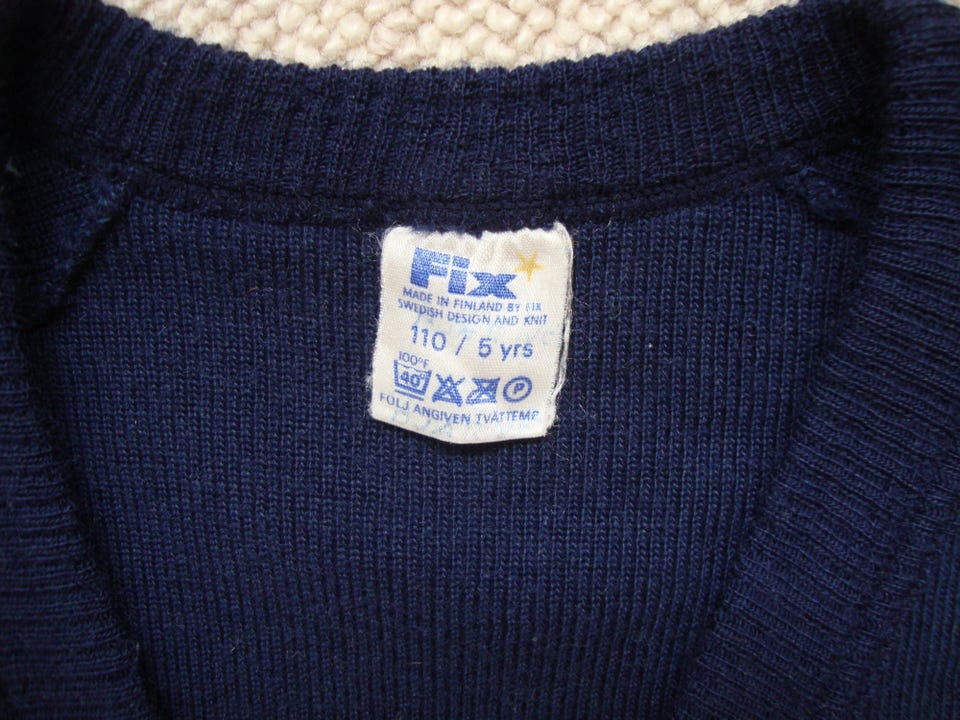 Fix
MADE IN FINLAND BY FIX
SWEDISH DESIGN AND KNIT
110 / 5 yrs
100°F
40° P
FÖLJ ANGIVEN TVÄTTEMP